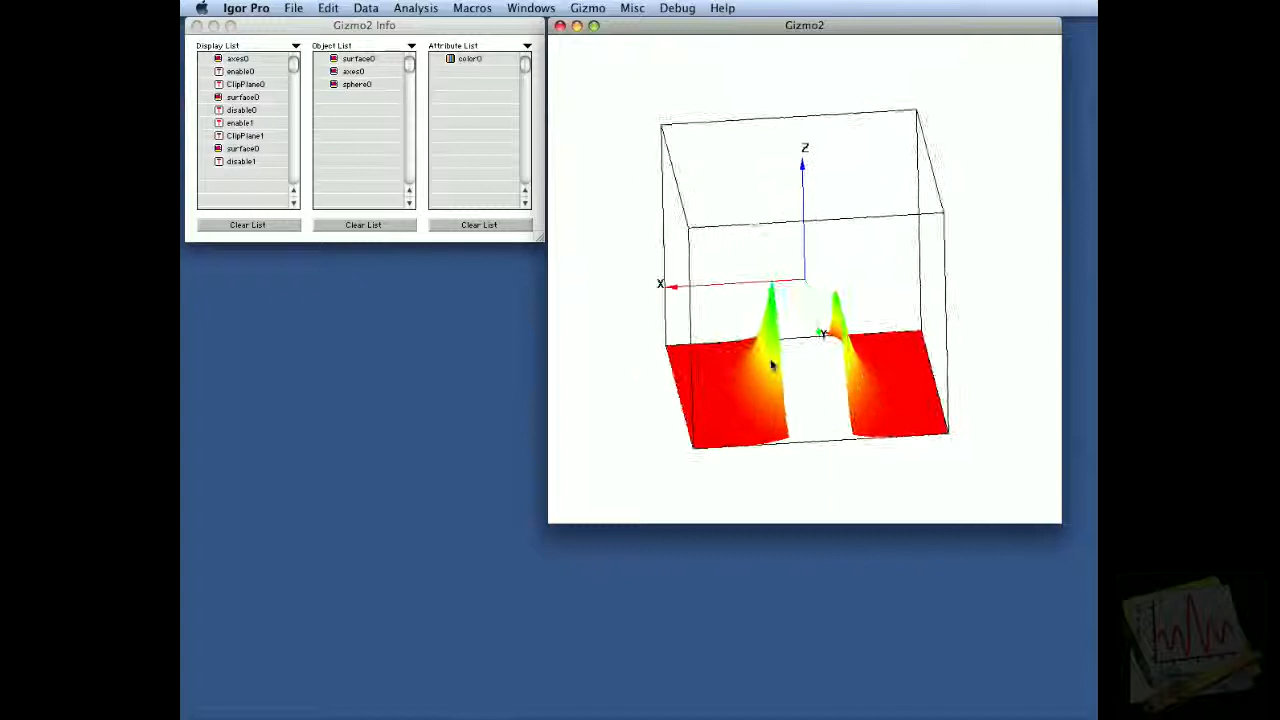 Igor Pro File Edit Data Analysis Macros Windows Gizmo Misc Debug Help
Gizmo2 Info
Display List
axes0
enable0
ClipPlane0
surface0
disable0
enable1
ClipPlane1
surface0
disable1
Clear List
Object List
surface0
axes0
sphere0
Clear List
Attribute List
color0
Clear List
Gizmo2
Z
X
Y